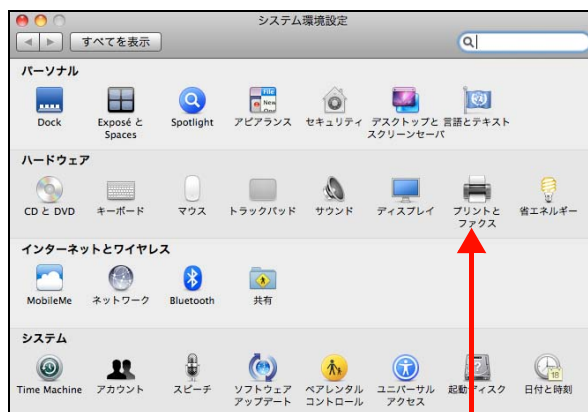 システム環境設定
すべてを表示
パーソナル
Dock
Exposé と
Spaces
Spotlight
アピアランス
セキュリティ
デスクトップと
スクリーンセーバ
言語とテキスト
ハードウェア
CD と DVD
キーボード
マウス
トラックパッド
サウンド
ディスプレイ
プリントと
ファクス
省エネルギー
インターネットとワイヤレス
MobileMe
ネットワーク
Bluetooth
共有
システム
Time Machine
アカウント
スピーチ
ソフトウェア
アップデート
ペアレンタル
コントロール
ユニバーサル
アクセス
起動ディスク
日付と時刻